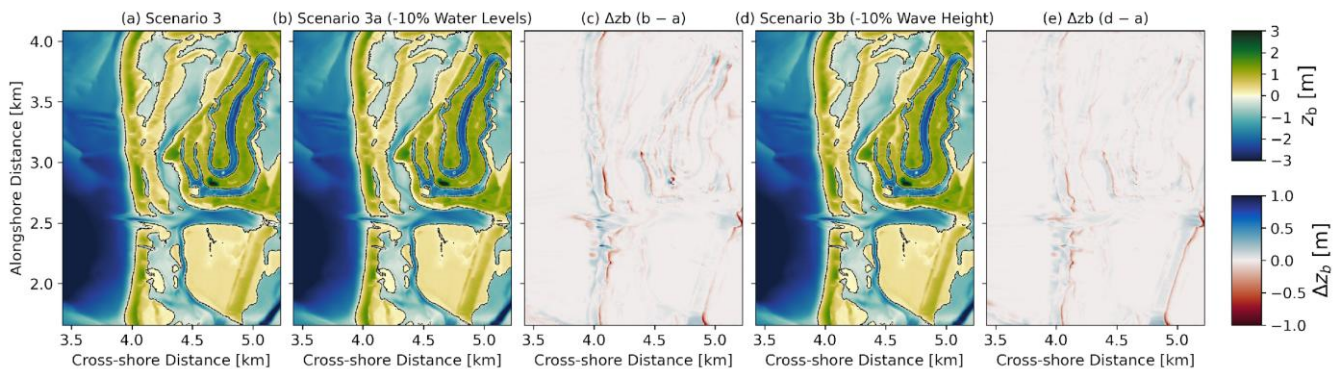 (a) Scenario 3
(b) Scenario 3a (-10% Water Levels)
(c) Δzb (b − a)
(d) Scenario 3b (-10% Wave Height)
(e) Δzb (d − a)
Alongshore Distance [km]
4.0
3.5
3.0
2.5
2.0
3.5 4.0 4.5 5.0
Cross-shore Distance [km]
3.5 4.0 4.5 5.0
Cross-shore Distance [km]
3.5 4.0 4.5 5.0
Cross-shore Distance [km]
3.5 4.0 4.5 5.0
Cross-shore Distance [km]
3.5 4.0 4.5 5.0
Cross-shore Distance [km]
3
2
1
0
−1
−2
−3
z_b [m]
1.0
0.5
0.0
−0.5
−1.0
Δz_b [m]